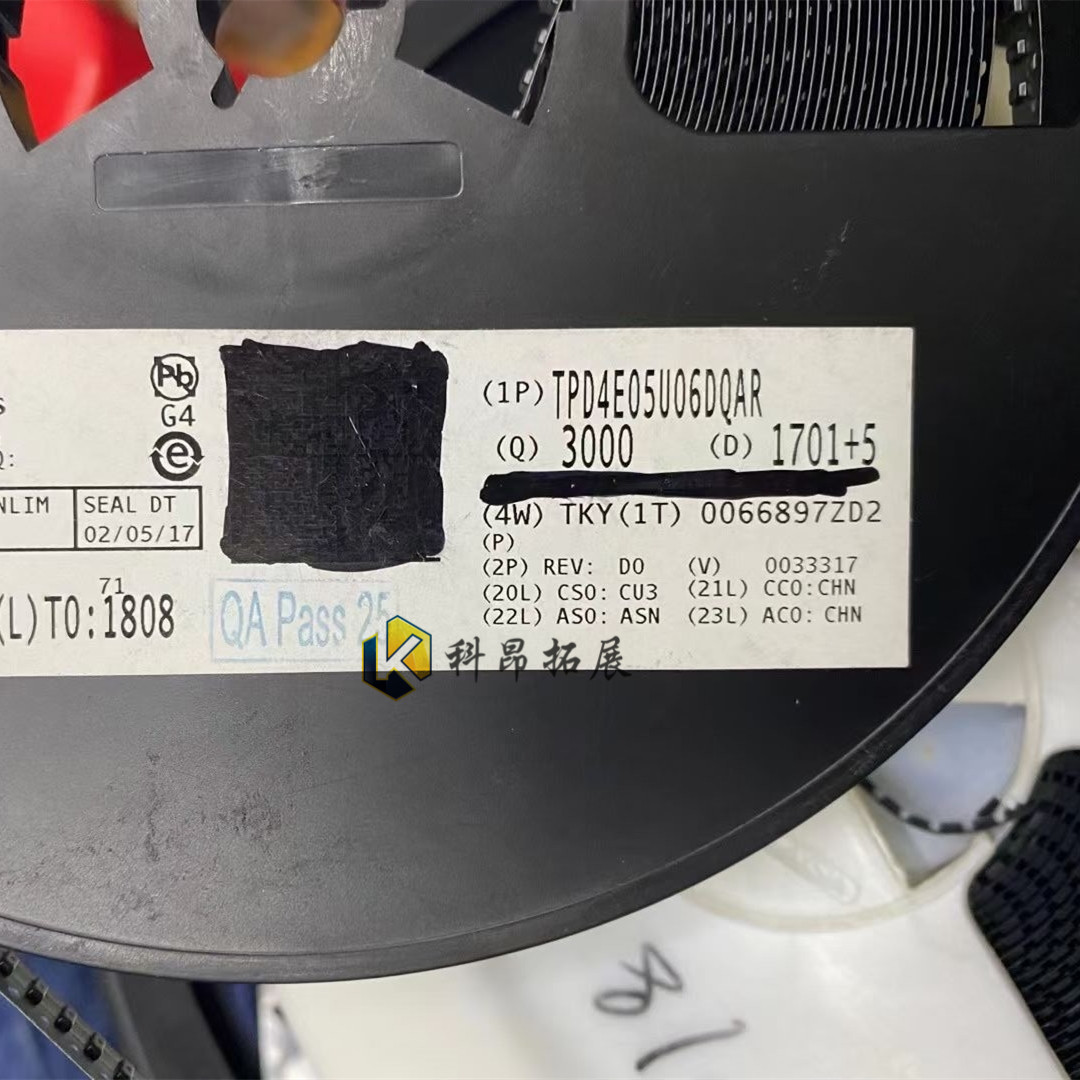 Pb
G4
e
S
Q:
NLIM
SEAL DT
02/05/17
71
(L)TO:1808
QA Pass 25
(1P) TPD4E05U06DQAR
(Q) 3000 (D) 1701+5
(4W) TKY(1T) 0066897ZD2
(P)
(2P) REV: D0 (V) 0033317
(20L) CSO: CU3 (21L) CCO:CHN
(22L) ASO: ASN (23L) ACO: CHN
K 科昂拓展